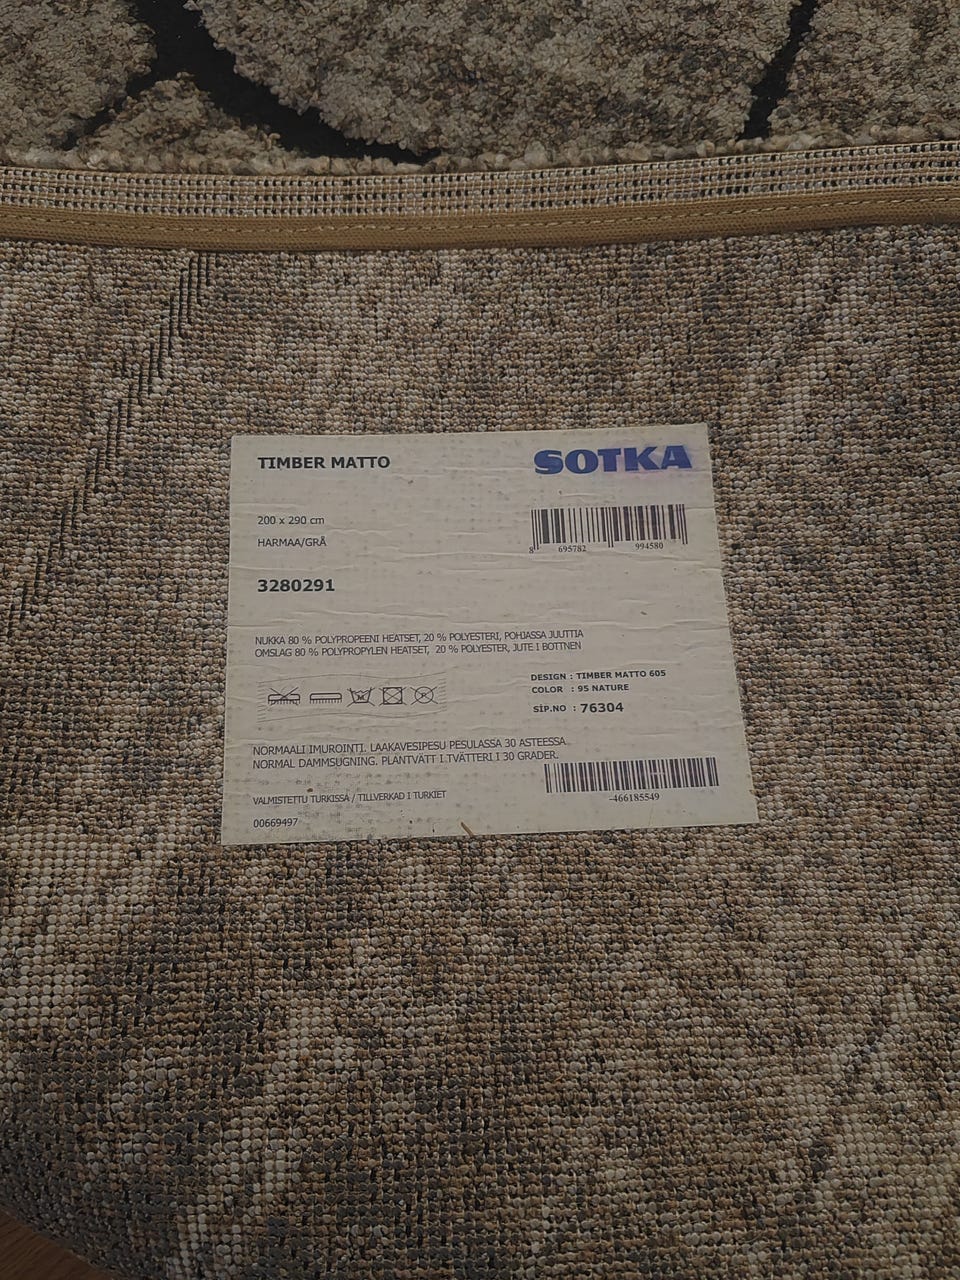 TIMBER MATTO
SOTKA
200 x 290 cm
HARMAA/GRÅ
8 695782 994580
3280291
NUKKA 80 % POLYPROPEENI HEATSET, 20 % POLYESTERI, POHJASSA JUUTTIA
OMSLAG 80 % POLYPROPYLEN HEATSET, 20 % POLYESTER, JUTE I BOTTNEN
DESIGN : TIMBER MATTO 605
COLOR : 95 NATURE
SİP.NO : 76304
NORMAALI IMUROINTI. LAAKAVESIPESU PESULASSA 30 ASTEESSA
NORMAL DAMMSUGNING. PLANTVÄTT I TVÄTTERI I 30 GRADER.
466185549
VALMISTETTU TURKISSA / TILLVERKAD I TURKIET
00669497